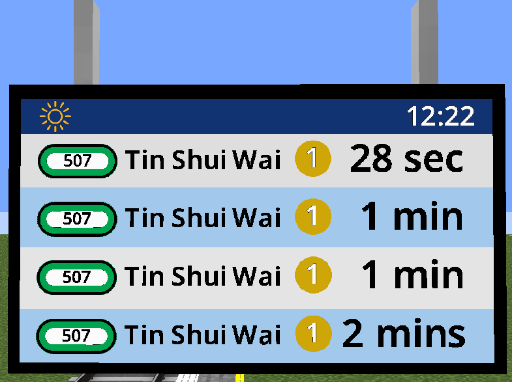 12:22
507 Tin Shui Wai 1 28 sec
507 Tin Shui Wai 1 1 min
507 Tin Shui Wai 1 1 min
507 Tin Shui Wai 1 2 mins